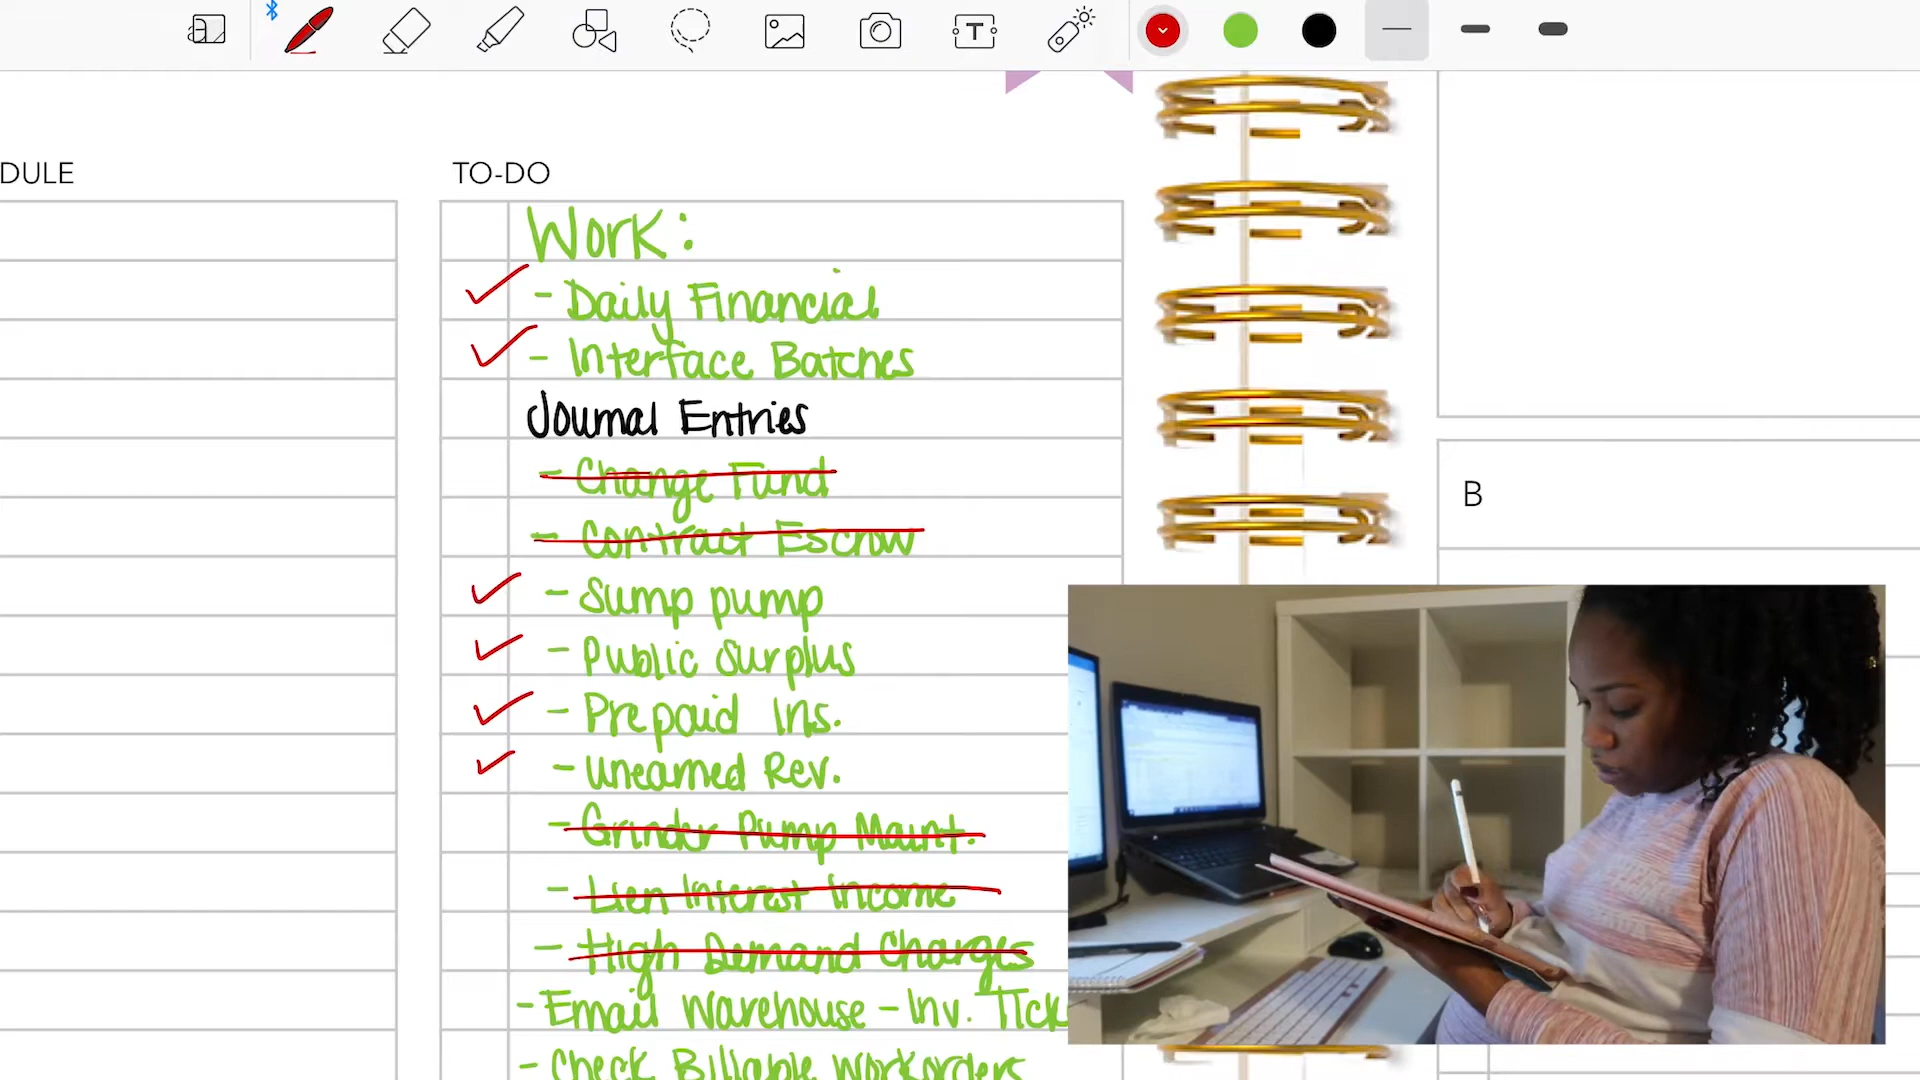 DULE
TO-DO
Work:
- Daily Financial
- Interface Batches
Journal Entries
- Change Fund
- Contract Escrow
- Sump pump
- Public Surplus
- Prepaid Ins.
- Unearned Rev.
- Grinder Pump Maint.
- Lien Interest Income
- High Demand Charges
- Email Warehouse - Inv. Tick
- Check Billable Workorders
B